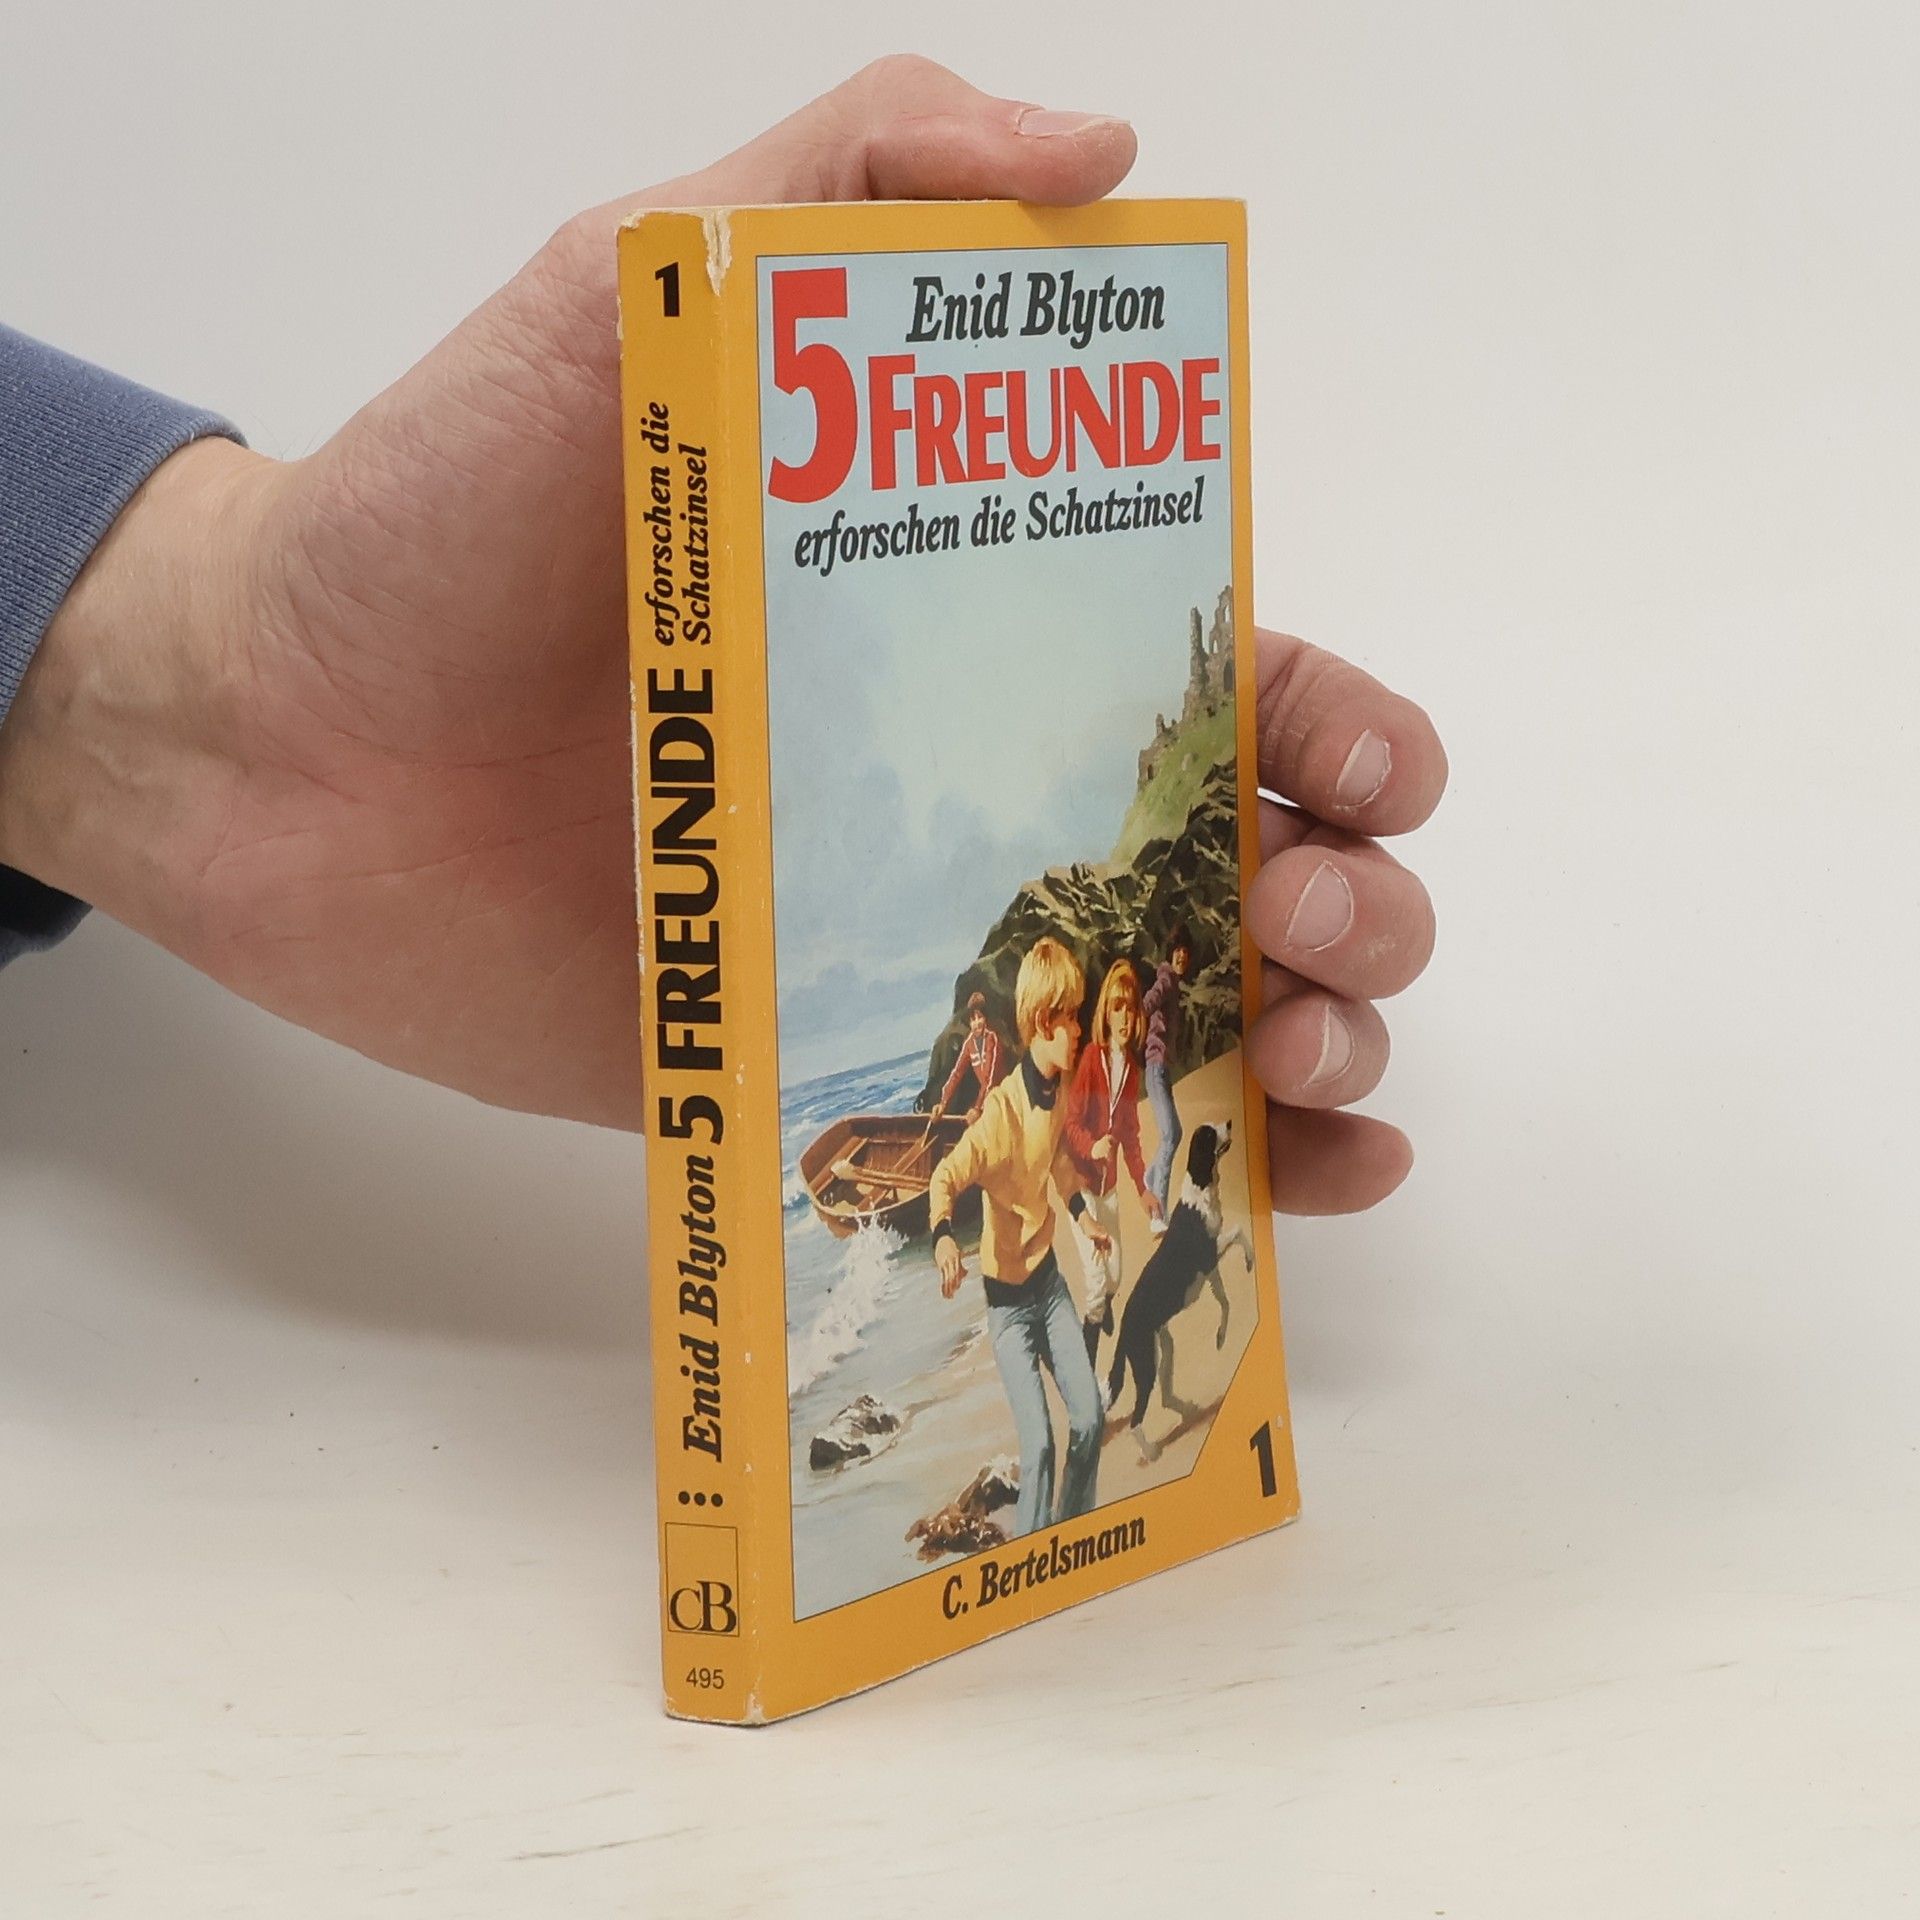 1
erforschen die
Schatzinsel
Enid Blyton 5 FREUNDE
CB
495
Enid Blyton
5 FREUNDE
erforschen die Schatzinsel
1
C. Bertelsmann